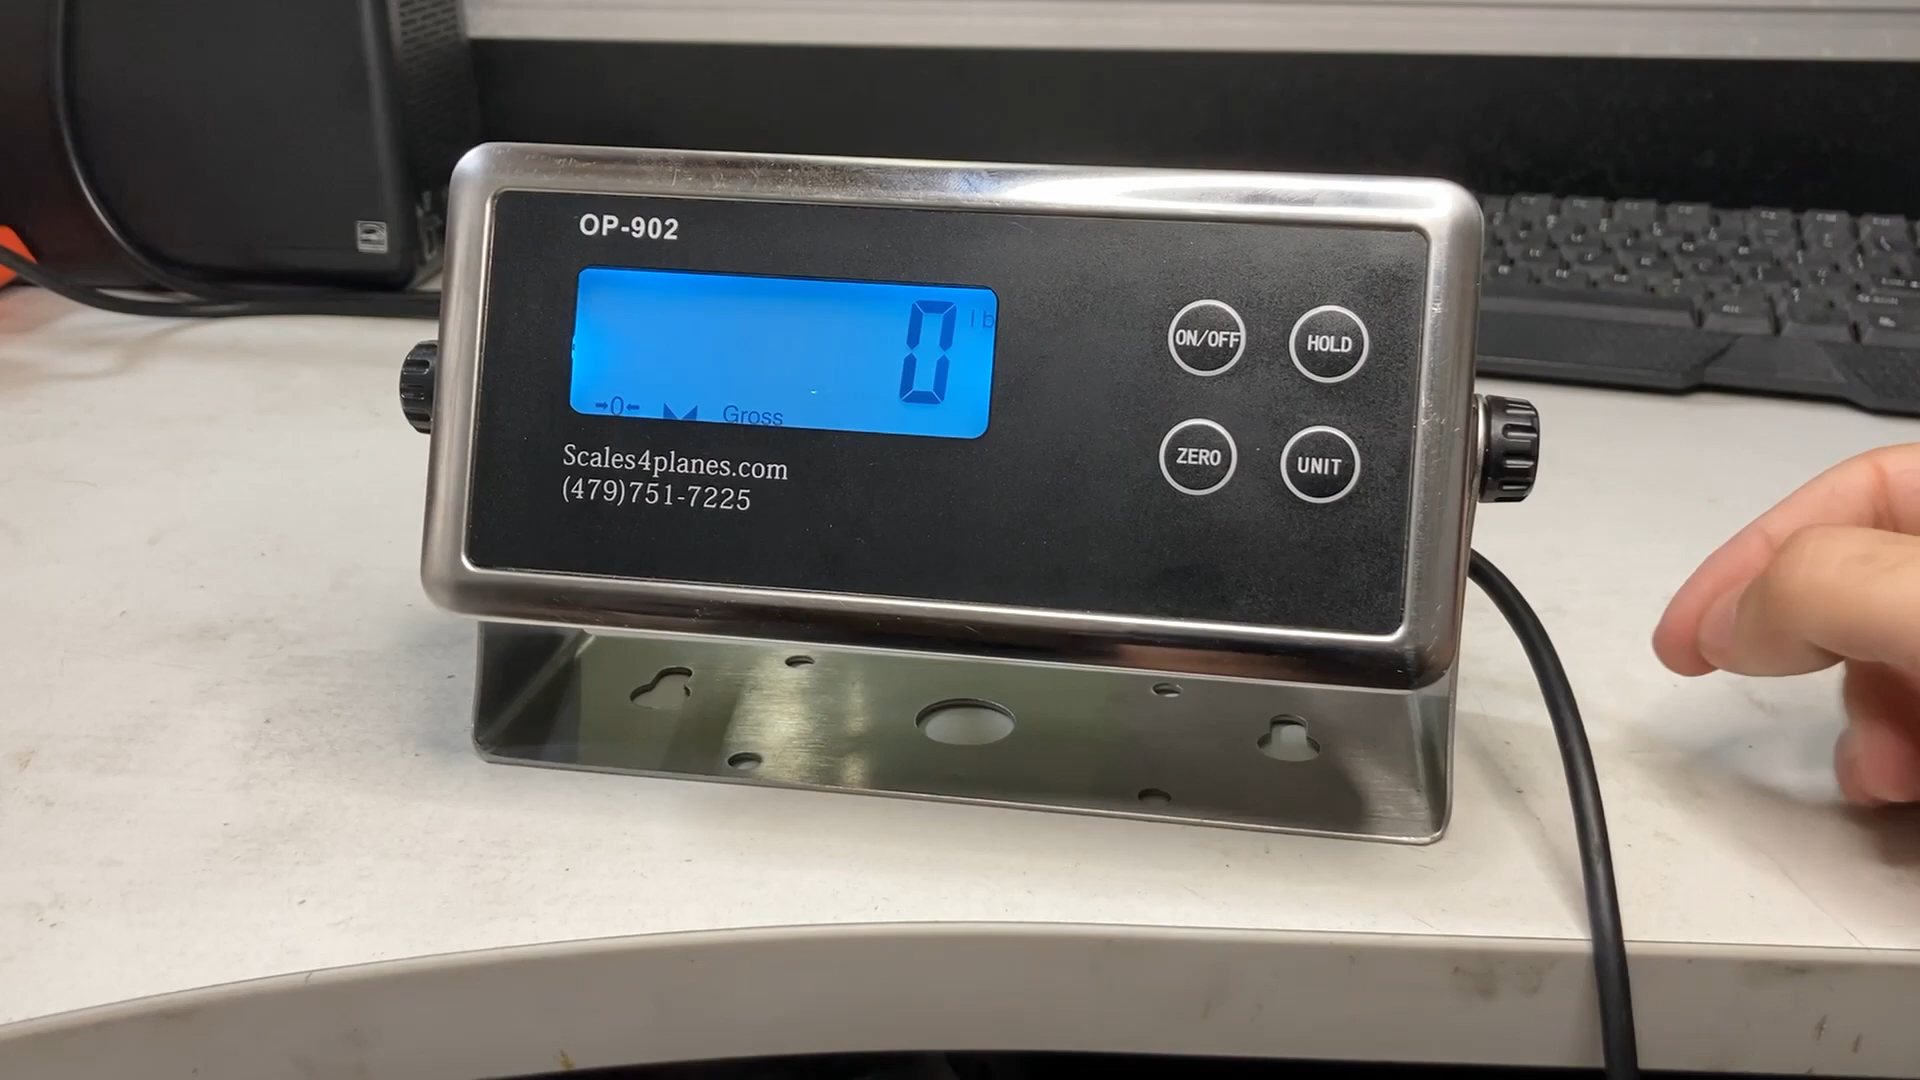 OP-902
0 lb
→0← Gross
Scales4planes.com
(479)751-7225
ON/OFF
HOLD
ZERO
UNIT